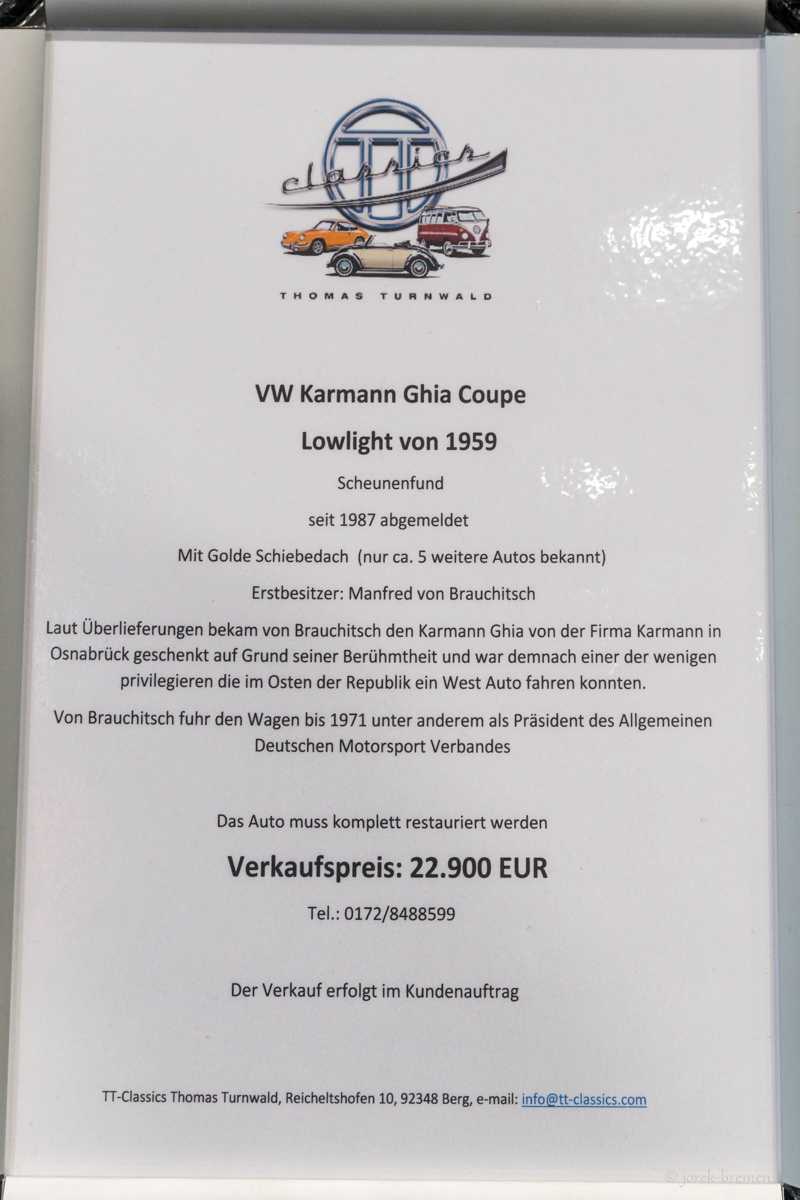 classics
TT
THOMAS TURNWALD
VW Karmann Ghia Coupe
Lowlight von 1959
Scheunenfund
seit 1987 abgemeldet
Mit Golde Schiebedach (nur ca. 5 weitere Autos bekannt)
Erstbesitzer: Manfred von Brauchitsch
Laut Überlieferungen bekam von Brauchitsch den Karmann Ghia von der Firma Karmann in
Osnabrück geschenkt auf Grund seiner Berühmtheit und war demnach einer der wenigen
privilegieren die im Osten der Republik ein West Auto fahren konnten.
Von Brauchitsch fuhr den Wagen bis 1971 unter anderem als Präsident des Allgemeinen
Deutschen Motorsport Verbandes
Das Auto muss komplett restauriert werden
Verkaufspreis: 22.900 EUR
Tel.: 0172/8488599
Der Verkauf erfolgt im Kundenauftrag
TT-Classics Thomas Turnwald, Reicheltshofen 10, 92348 Berg, e-mail: info@tt-classics.com
© jorek-bremen